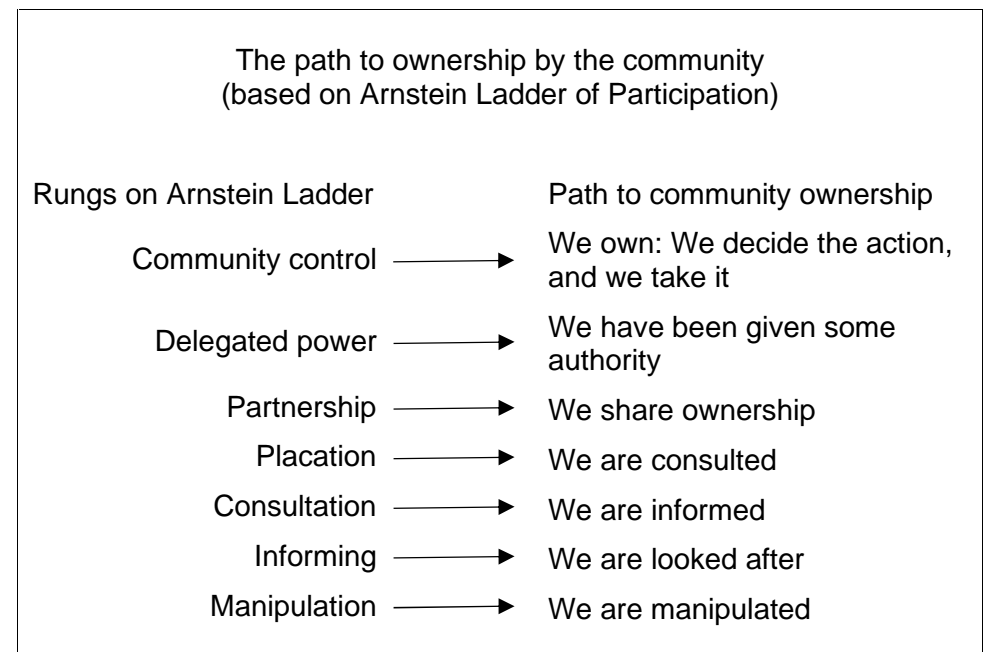 The path to ownership by the community
(based on Arnstein Ladder of Participation)
Rungs on Arnstein Ladder
Path to community ownership
Community control
We own: We decide the action,
and we take it
Delegated power
We have been given some
authority
Partnership
We share ownership
Placation
We are consulted
Consultation
We are informed
Informing
We are looked after
Manipulation
We are manipulated